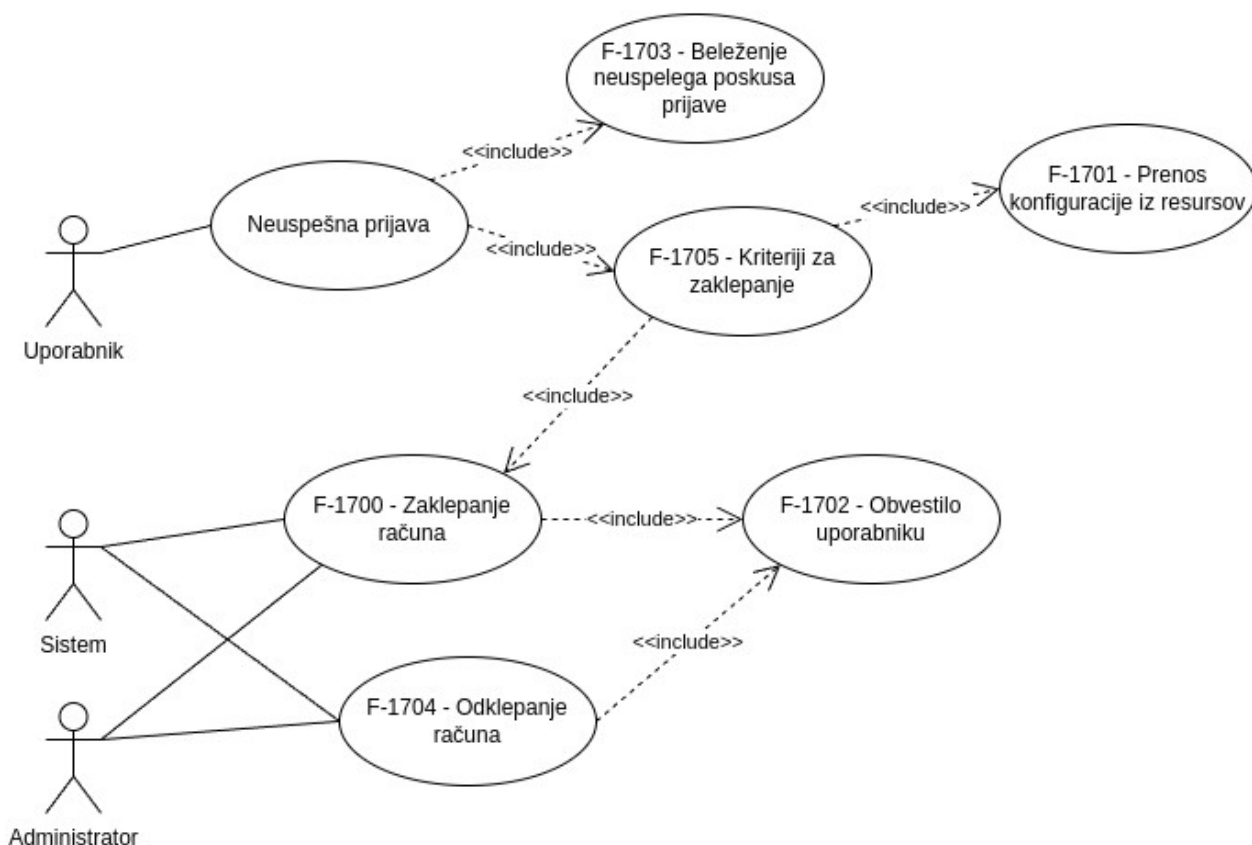 F-1703 - Beleženje
neuspelega poskusa
prijave
<<include>>
F-1701 - Prenos
konfiguracije iz resursov
<<include>>
Neuspešna prijava
<<include>>
F-1705 - Kriteriji za
zaklepanje
Uporabnik
<<include>>
F-1700 - Zaklepanje
računa
<<include>>
F-1702 - Obvestilo
uporabniku
Sistem
<<include>>
F-1704 - Odklepanje
računa
Administrator